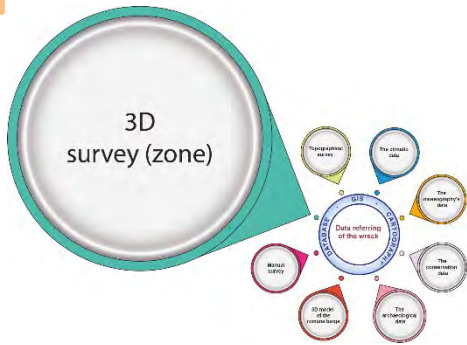 3D
survey (zone)
Topographical
survey
The climatic
data
The
museography's
data
The
conservation
data
The
archaeological
data
3D model
of the
romans barge
Manual
survey
DATABASE - GIS - CARTOGRAPHY
Data referring
of the wreck